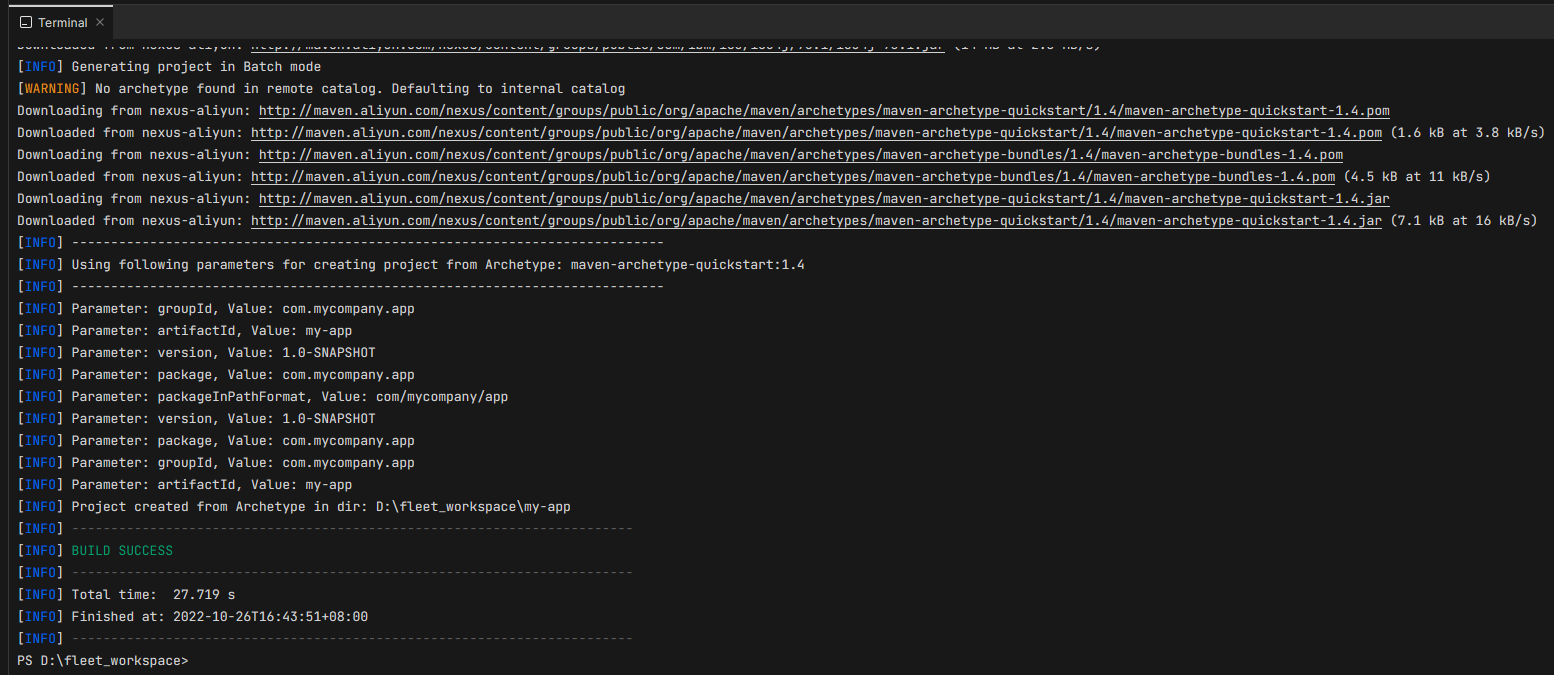 Terminal ×
Downloaded from nexus-aliyun: http://maven.aliyun.com/nexus/content/groups/public/com/ibm/icu/icu4j/
[INFO] Generating project in Batch mode
[WARNING] No archetype found in remote catalog. Defaulting to internal catalog
Downloading from nexus-aliyun: http://maven.aliyun.com/nexus/content/groups/public/org/apache/maven/archetypes/maven-archetype-quickstart/1.4/maven-archetype-quickstart-1.4.pom
Downloaded from nexus-aliyun: http://maven.aliyun.com/nexus/content/groups/public/org/apache/maven/archetypes/maven-archetype-quickstart/1.4/maven-archetype-quickstart-1.4.pom (1.6 kB at 3.8 kB/s)
Downloading from nexus-aliyun: http://maven.aliyun.com/nexus/content/groups/public/org/apache/maven/archetypes/maven-archetype-bundles/1.4/maven-archetype-bundles-1.4.pom
Downloaded from nexus-aliyun: http://maven.aliyun.com/nexus/content/groups/public/org/apache/maven/archetypes/maven-archetype-bundles/1.4/maven-archetype-bundles-1.4.pom (4.5 kB at 11 kB/s)
Downloading from nexus-aliyun: http://maven.aliyun.com/nexus/content/groups/public/org/apache/maven/archetypes/maven-archetype-quickstart/1.4/maven-archetype-quickstart-1.4.jar
Downloaded from nexus-aliyun: http://maven.aliyun.com/nexus/content/groups/public/org/apache/maven/archetypes/maven-archetype-quickstart/1.4/maven-archetype-quickstart-1.4.jar (7.1 kB at 16 kB/s)
[INFO] ----------------------------------------------------------------------------
[INFO] Using following parameters for creating project from Archetype: maven-archetype-quickstart:1.4
[INFO] ----------------------------------------------------------------------------
[INFO] Parameter: groupId, Value: com.mycompany.app
[INFO] Parameter: artifactId, Value: my-app
[INFO] Parameter: version, Value: 1.0-SNAPSHOT
[INFO] Parameter: package, Value: com.mycompany.app
[INFO] Parameter: packageInPathFormat, Value: com/mycompany/app
[INFO] Parameter: version, Value: 1.0-SNAPSHOT
[INFO] Parameter: package, Value: com.mycompany.app
[INFO] Parameter: groupId, Value: com.mycompany.app
[INFO] Parameter: artifactId, Value: my-app
[INFO] Project created from Archetype in dir: D:\fleet_workspace\my-app
[INFO] ------------------------------------------------------------------------
[INFO] BUILD SUCCESS
[INFO] ------------------------------------------------------------------------
[INFO] Total time:  27.719 s
[INFO] Finished at: 2022-10-26T16:43:51+08:00
[INFO] ------------------------------------------------------------------------
PS D:\fleet_workspace>